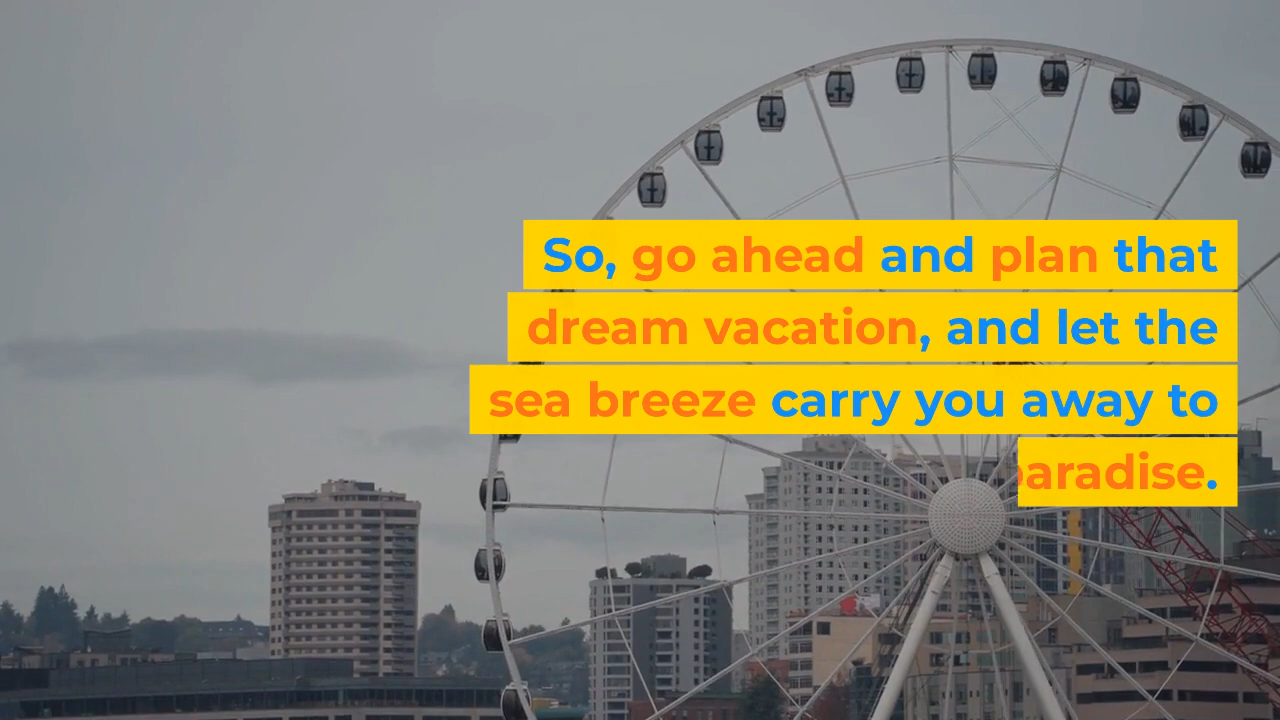 So, go ahead and plan that
dream vacation, and let the
sea breeze carry you away to
paradise.